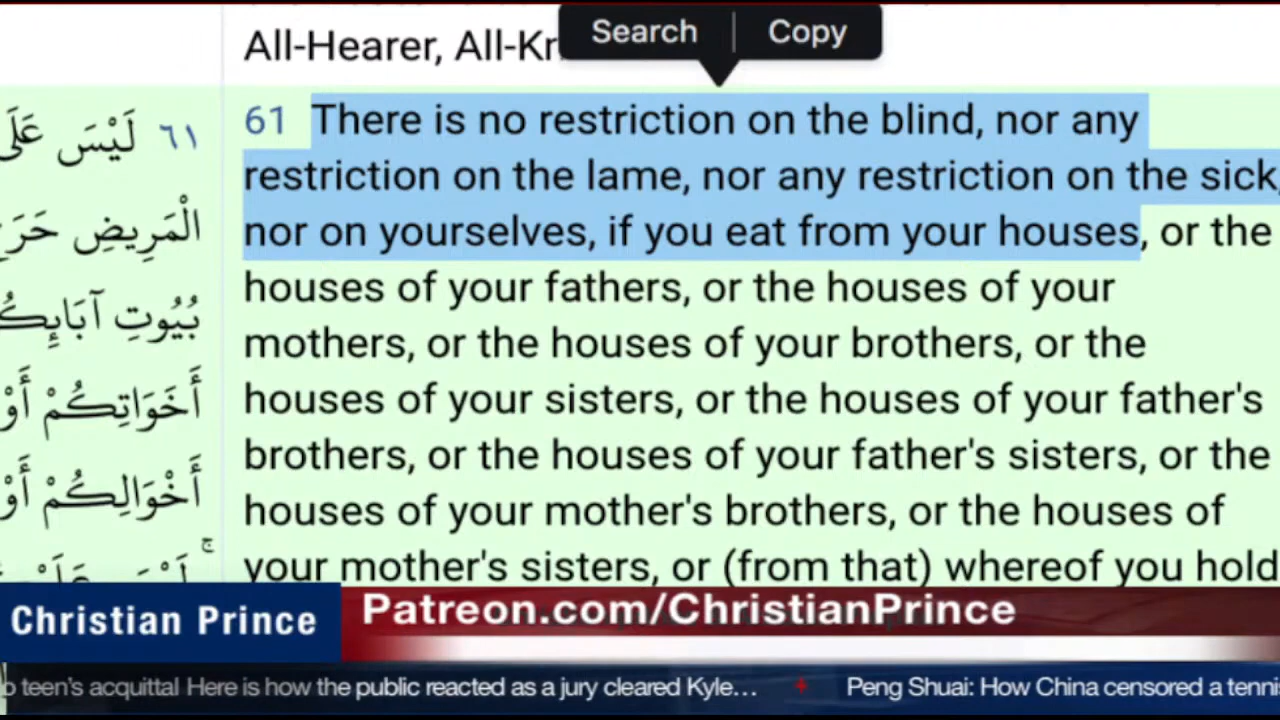 Search
Copy
All-Hearer, All-Kr
61 There is no restriction on the blind, nor any
restriction on the lame, nor any restriction on the sick,
nor on yourselves, if you eat from your houses, or the
houses of your fathers, or the houses of your
mothers, or the houses of your brothers, or the
houses of your sisters, or the houses of your father's
brothers, or the houses of your father's sisters, or the
houses of your mother's brothers, or the houses of
your mother's sisters, or (from that) whereof you hold
٦١ لَيْسَ عَلَى
الْمَرِيضِ حَرَج
بُيُوتِ آبَائِكُ
أَخَوَاتِكُمْ أَوْ
أَخْوَالِكُمْ أَوْ
Christian Prince
Patreon.com/ChristianPrince
o teen's acquittal Here is how the public reacted as a jury cleared Kyle... Peng Shuai: How China censored a tennis